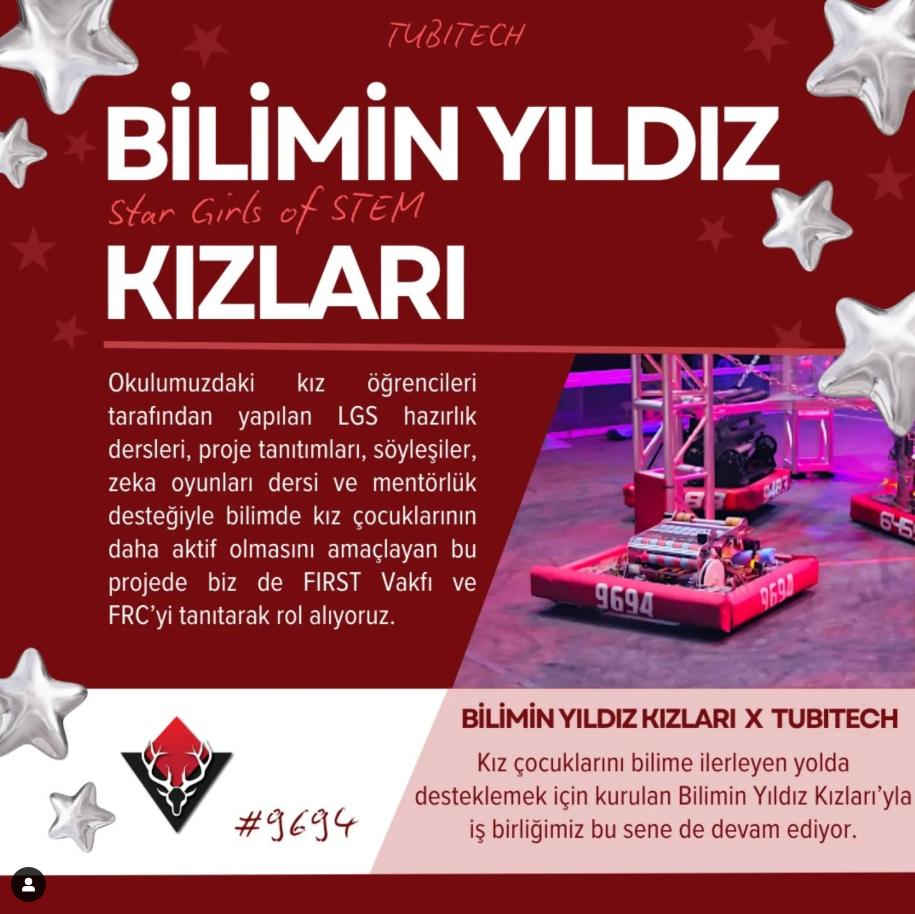 TUBITECH
BİLİMİN YILDIZ
Star Girls of STEM
KIZLARI
Okulumuzdaki kız öğrencileri
tarafından yapılan LGS hazırlık
dersleri, proje tanıtımları, söyleşiler,
zeka oyunları dersi ve mentörlük
desteğiyle bilimde kız çocuklarının
daha aktif olmasını amaçlayan bu
projede biz de FIRST Vakfı ve
FRC'yi tanıtarak rol alıyoruz.
9694
9694
BİLİMİN YILDIZ KIZLARI X TUBITECH
Kız çocuklarını bilime ilerleyen yolda
desteklemek için kurulan Bilimin Yıldız Kızları'yla
iş birliğimiz bu sene de devam ediyor.
#9694